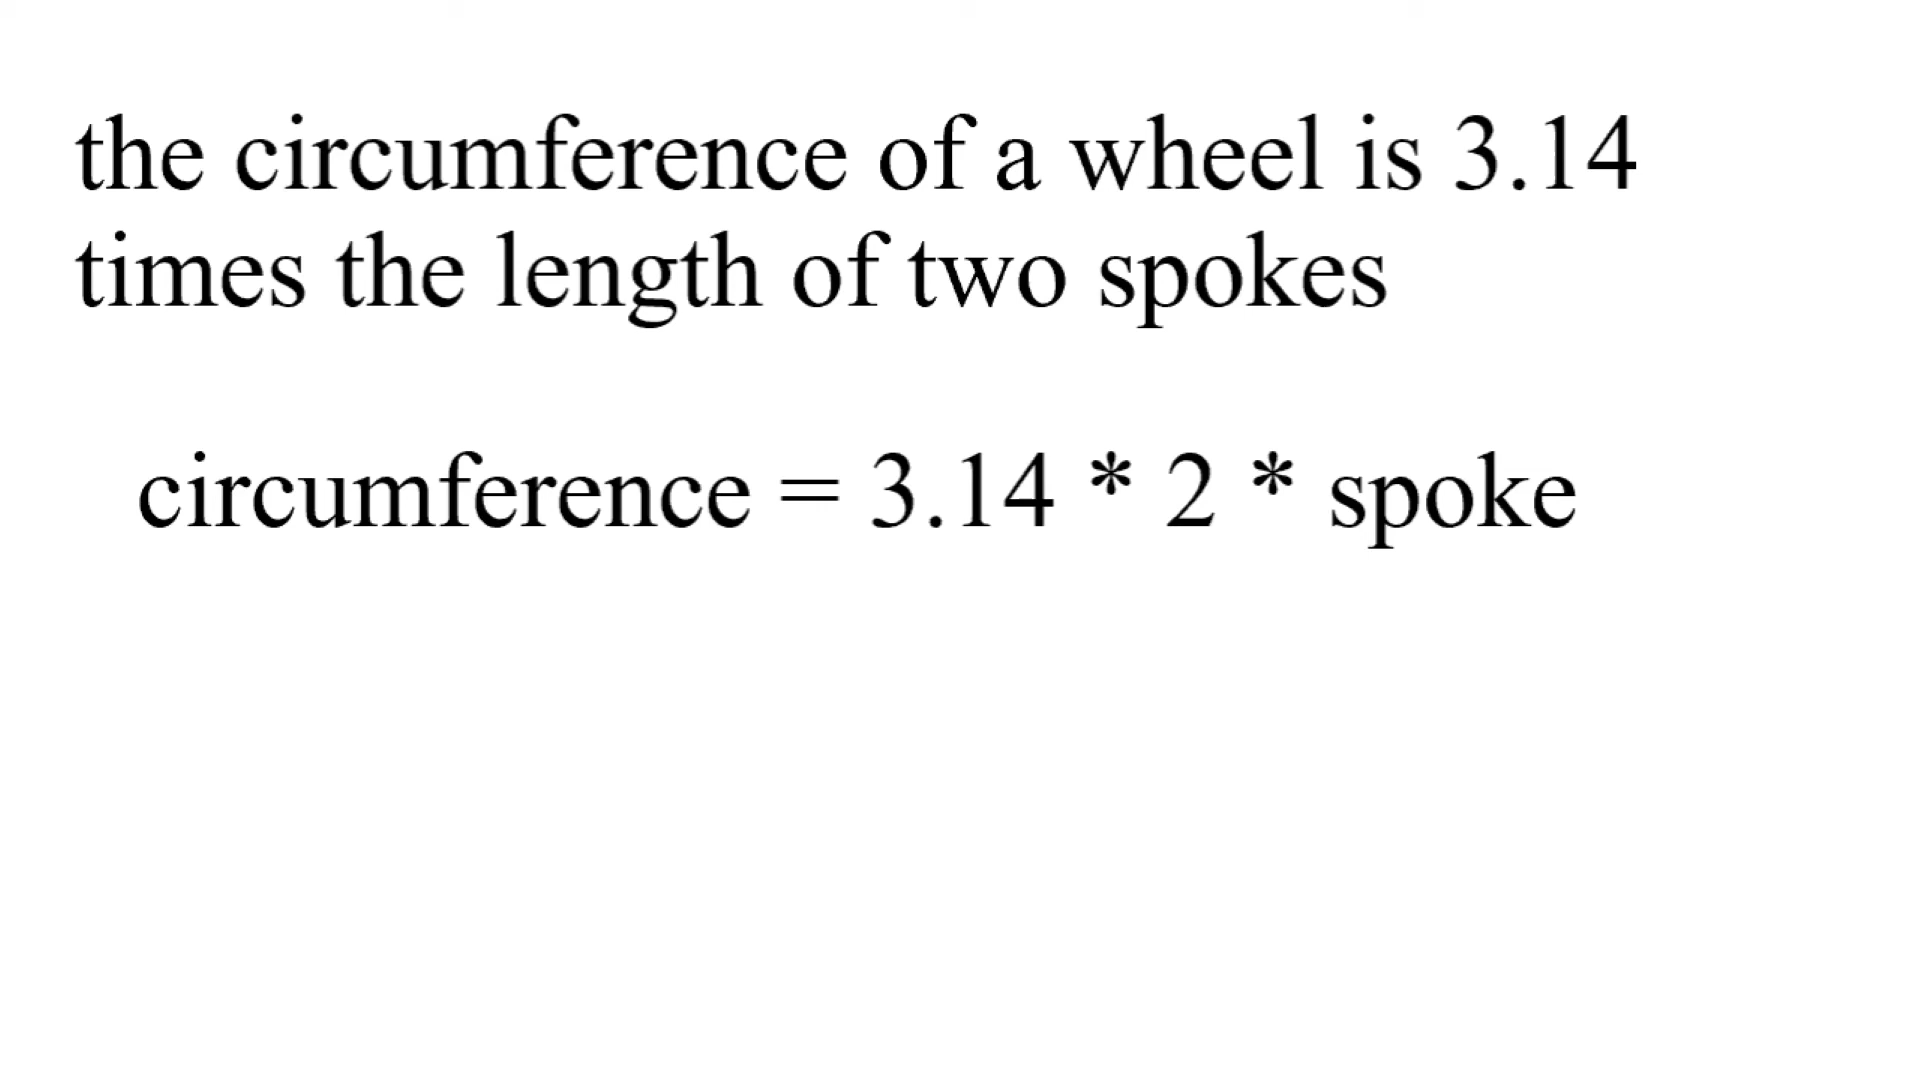 the circumference of a wheel is 3.14
times the length of two spokes
circumference = 3.14 * 2 * spoke